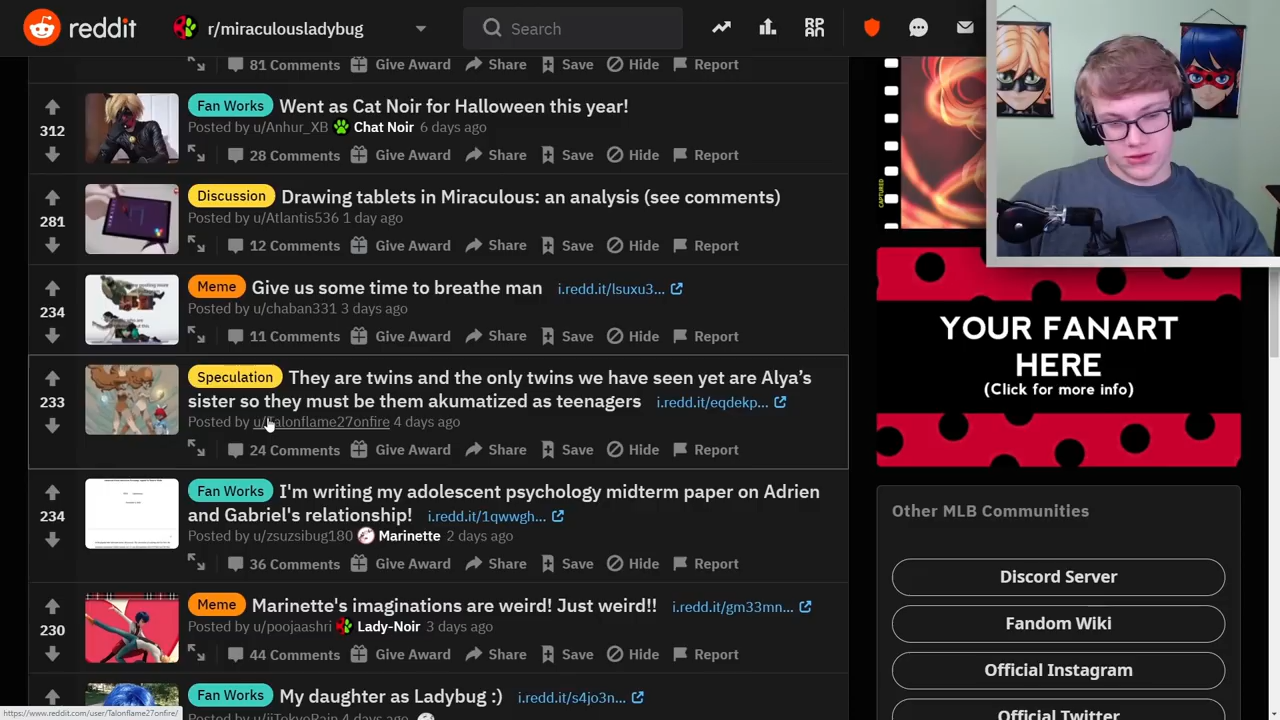 reddit r/miraculousladybug Search
81 Comments Give Award Share Save Hide Report
312
Fan Works Went as Cat Noir for Halloween this year!
Posted by u/Anhur_XB Chat Noir 6 days ago
28 Comments Give Award Share Save Hide Report
281
Discussion Drawing tablets in Miraculous: an analysis (see comments)
Posted by u/Atlantis536 1 day ago
12 Comments Give Award Share Save Hide Report
234
Meme Give us some time to breathe man i.redd.it/lsuxu3...
Posted by u/chaban331 3 days ago
11 Comments Give Award Share Save Hide Report
233
Speculation They are twins and the only twins we have seen yet are Alya's
sister so they must be them akumatized as teenagers i.redd.it/eqdekp...
Posted by u/Talonflame27onfire 4 days ago
24 Comments Give Award Share Save Hide Report
234
Fan Works I'm writing my adolescent psychology midterm paper on Adrien
and Gabriel's relationship! i.redd.it/1qwwgh...
Posted by u/zsuzsibug180 Marinette 2 days ago
36 Comments Give Award Share Save Hide Report
230
Meme Marinette's imaginations are weird! Just weird!! i.redd.it/gm33mn...
Posted by u/poojaashri Lady-Noir 3 days ago
44 Comments Give Award Share Save Hide Report
Fan Works My daughter as Ladybug :) i.redd.it/s4jo3n...
https://www.reddit.com/user/Talonflame27onfire/
CAPTURED
YOUR FANART
HERE
(Click for more info)
Other MLB Communities
Discord Server
Fandom Wiki
Official Instagram
Official Twitter